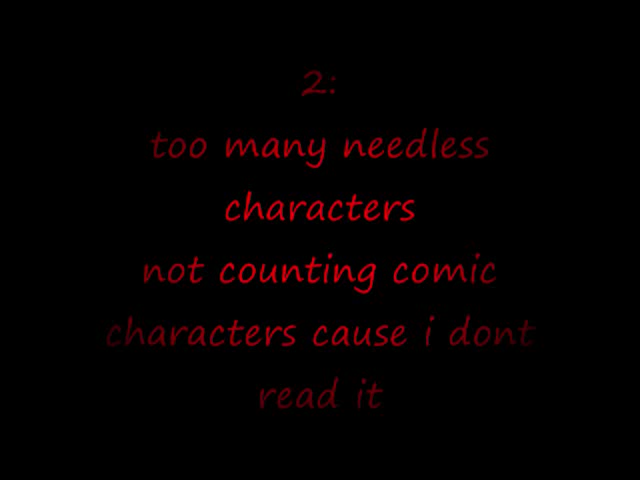 2:
too many needless
characters
not counting comic
characters cause i dont
read it